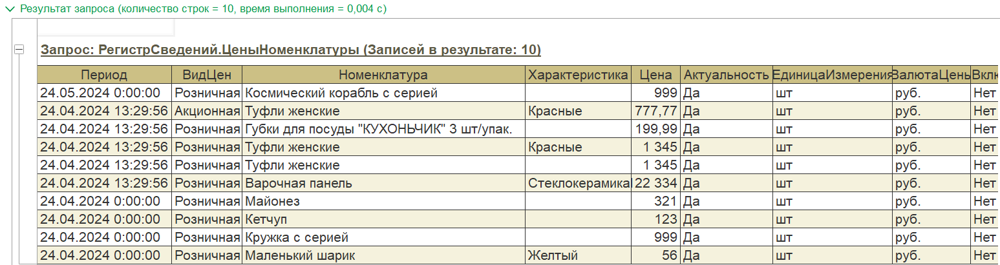 Результат запроса (количество строк = 10, время выполнения = 0,004 с)
Запрос: РегистрСведений.ЦеныНоменклатуры (Записей в результате: 10)
Период ВидЦен Номенклатура Характеристика Цена Актуальность ЕдиницаИзмерения ВалютаЦены Вклю
24.05.2024 0:00:00 Розничная Космический корабль с серией 999 Да шт руб. Нет
24.04.2024 13:29:56 Акционная Туфли женские Красные 777,77 Да шт руб. Нет
24.04.2024 13:29:56 Розничная Губки для посуды "КУХОНЬЧИК" 3 шт/упак. 199,99 Да шт руб. Нет
24.04.2024 13:29:56 Розничная Туфли женские Красные 1 345 Да шт руб. Нет
24.04.2024 13:29:56 Розничная Туфли женские 1 345 Да шт руб. Нет
24.04.2024 13:29:56 Розничная Варочная панель Стеклокерамика 22 334 Да шт руб. Нет
24.04.2024 0:00:00 Розничная Майонез 321 Да шт руб. Нет
24.04.2024 0:00:00 Розничная Кетчуп 123 Да шт руб. Нет
24.04.2024 0:00:00 Розничная Кружка с серией 999 Да шт руб. Нет
24.04.2024 0:00:00 Розничная Маленький шарик Желтый 56 Да шт руб. Нет